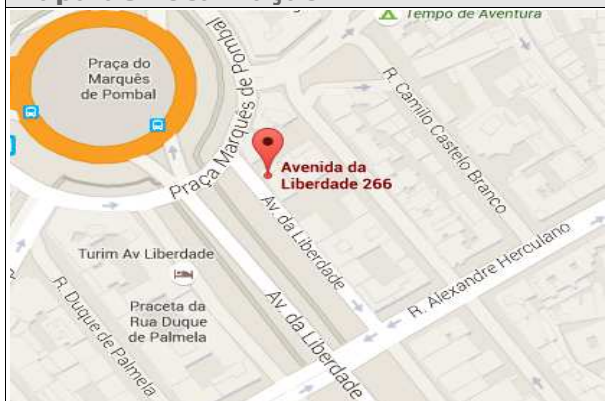 Tempo de Aventura
Praça do
Marquês
de Pombal
Praça Marquês de Pombal
R. Camilo Castelo Branco
Avenida da
Liberdade 266
Av. da Liberdade
R. Alexandre Herculano
Turim Av Liberdade
Av. da Liberdade
R. Duque de Palmela
Praceta da
Rua Duque
de Palmela